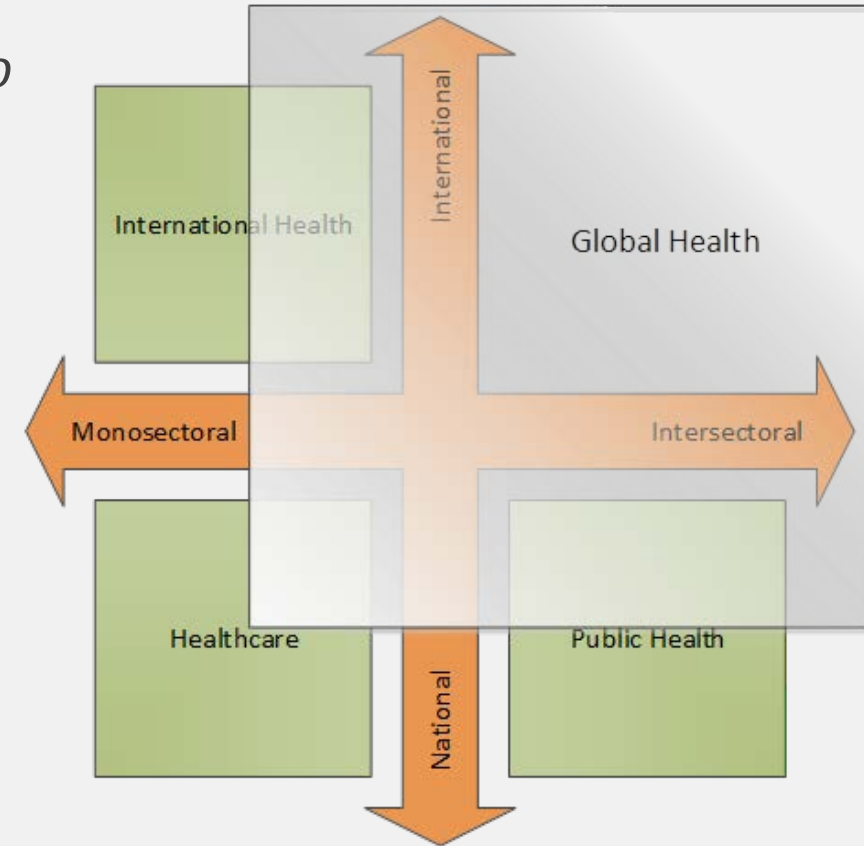 International
International Health
Global Health
Monosectoral
Intersectoral
Healthcare
Public Health
National